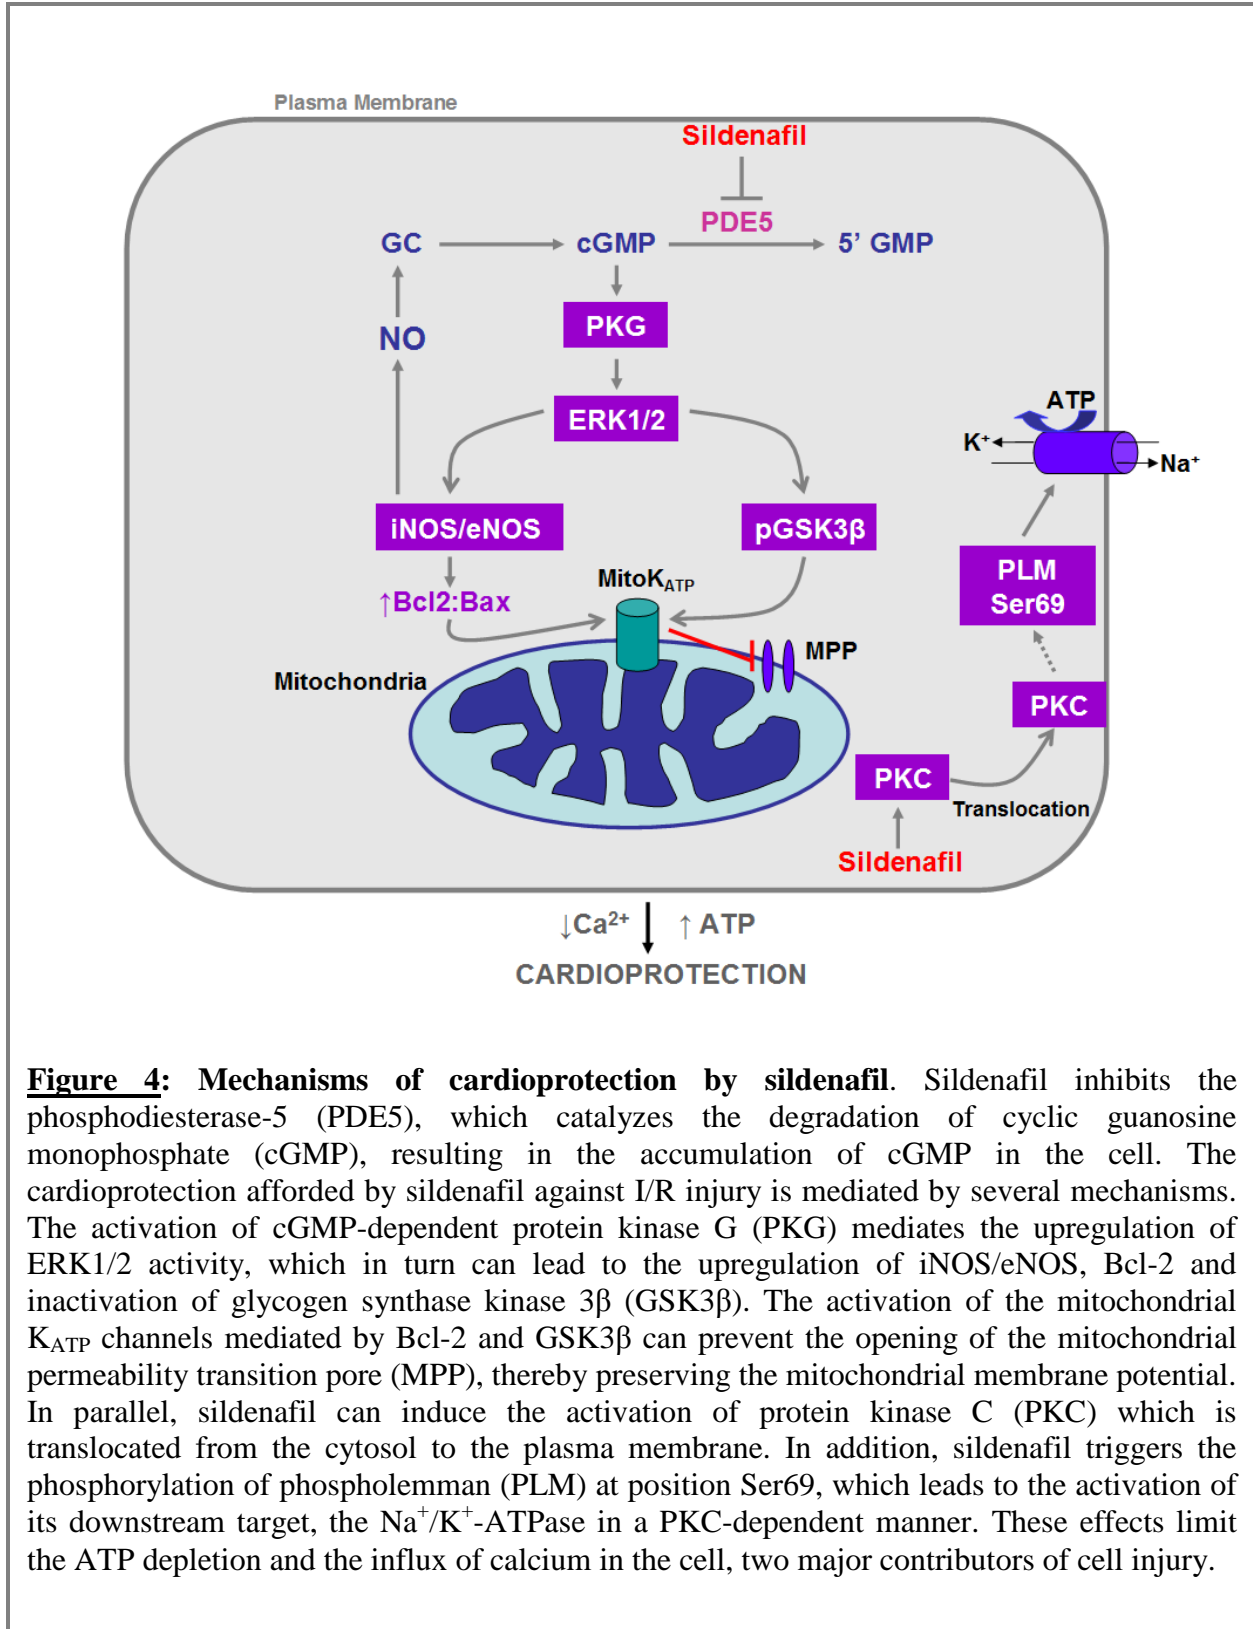 Plasma Membrane
Sildenafil
PDE5
GC
cGMP
5’ GMP
NO
PKG
ERK1/2
ATP
K⁺
Na⁺
iNOS/eNOS
pGSK3β
PLM
Ser69
MitoKATP
↑Bcl2:Bax
MPP
Mitochondria
PKC
PKC
Translocation
Sildenafil
↓Ca²⁺ ↑ ATP
CARDIOPROTECTION
Figure 4: Mechanisms of cardioprotection by sildenafil. Sildenafil inhibits the
phosphodiesterase-5 (PDE5), which catalyzes the degradation of cyclic guanosine
monophosphate (cGMP), resulting in the accumulation of cGMP in the cell. The
cardioprotection afforded by sildenafil against I/R injury is mediated by several mechanisms.
The activation of cGMP-dependent protein kinase G (PKG) mediates the upregulation of
ERK1/2 activity, which in turn can lead to the upregulation of iNOS/eNOS, Bcl-2 and
inactivation of glycogen synthase kinase 3β (GSK3β). The activation of the mitochondrial
KATP channels mediated by Bcl-2 and GSK3β can prevent the opening of the mitochondrial
permeability transition pore (MPP), thereby preserving the mitochondrial membrane potential.
In parallel, sildenafil can induce the activation of protein kinase C (PKC) which is
translocated from the cytosol to the plasma membrane. In addition, sildenafil triggers the
phosphorylation of phospholemman (PLM) at position Ser69, which leads to the activation of
its downstream target, the Na⁺/K⁺-ATPase in a PKC-dependent manner. These effects limit
the ATP depletion and the influx of calcium in the cell, two major contributors of cell injury.